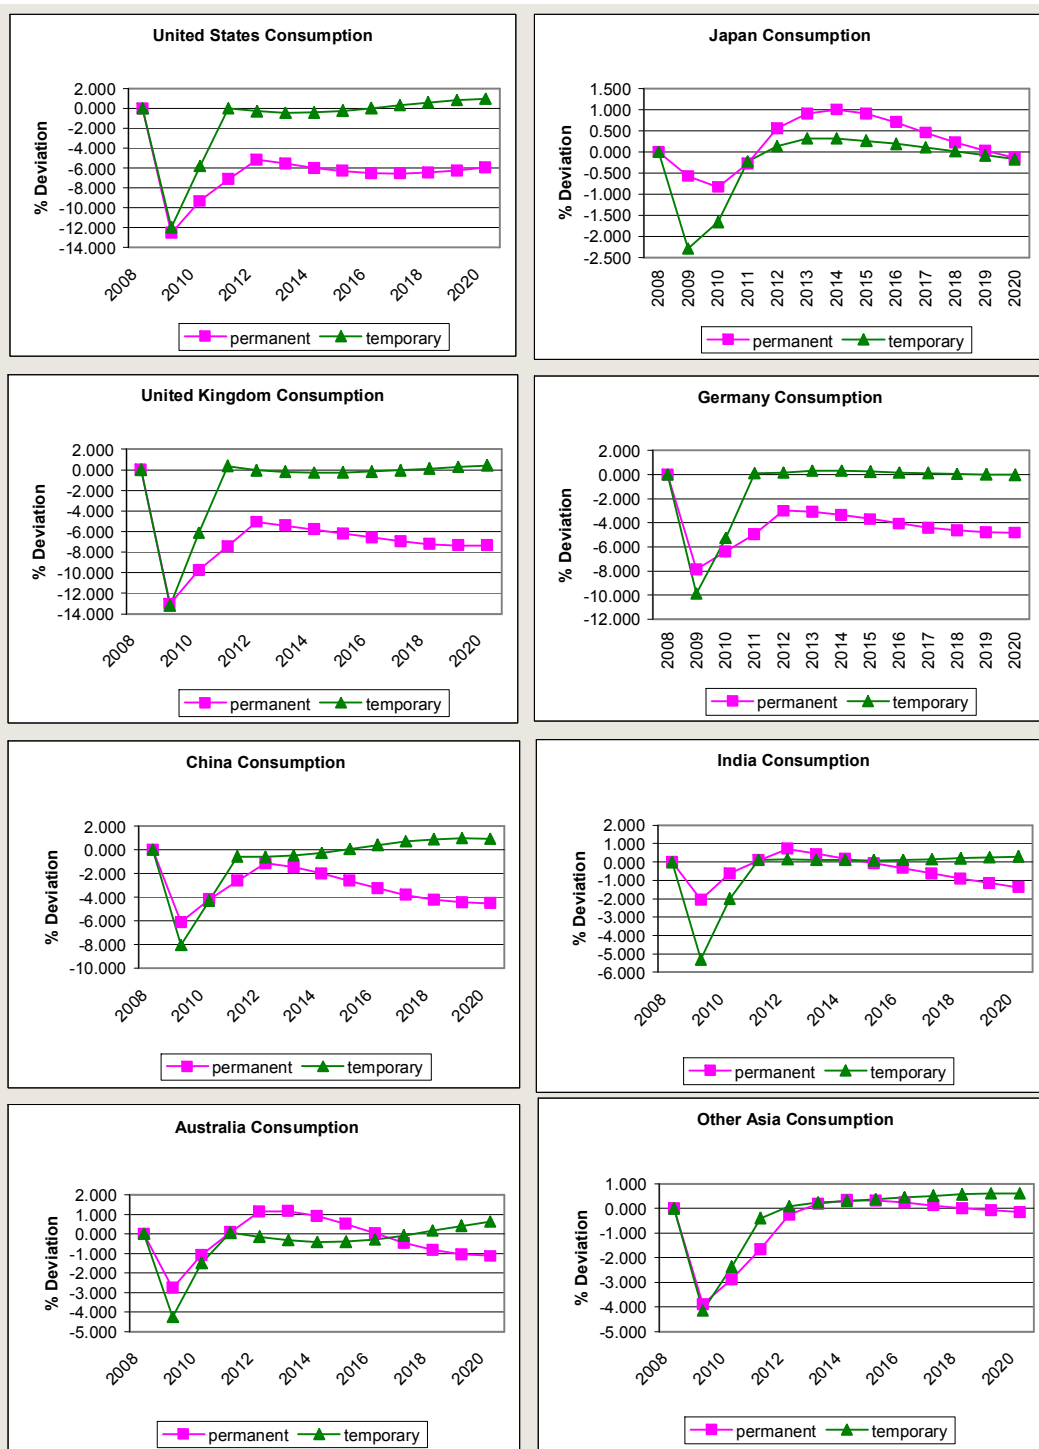 United States Consumption
% Deviation
2.000
0.000
-2.000
-4.000
-6.000
-8.000
-10.000
-12.000
-14.000
2008 2010 2012 2014 2016 2018 2020
permanent temporary
Japan Consumption
% Deviation
1.500
1.000
0.500
0.000
-0.500
-1.000
-1.500
-2.000
-2.500
2008 2009 2010 2011 2012 2013 2014 2015 2016 2017 2018 2019 2020
permanent temporary
United Kingdom Consumption
% Deviation
2.000
0.000
-2.000
-4.000
-6.000
-8.000
-10.000
-12.000
-14.000
2008 2010 2012 2014 2016 2018 2020
permanent temporary
Germany Consumption
% Deviation
2.000
0.000
-2.000
-4.000
-6.000
-8.000
-10.000
-12.000
2008 2009 2010 2011 2012 2013 2014 2015 2016 2017 2018 2019 2020
permanent temporary
China Consumption
% Deviation
2.000
0.000
-2.000
-4.000
-6.000
-8.000
-10.000
2008 2010 2012 2014 2016 2018 2020
permanent temporary
India Consumption
% Deviation
2.000
1.000
0.000
-1.000
-2.000
-3.000
-4.000
-5.000
-6.000
2008 2010 2012 2014 2016 2018 2020
permanent temporary
Australia Consumption
% Deviation
2.000
1.000
0.000
-1.000
-2.000
-3.000
-4.000
-5.000
2008 2010 2012 2014 2016 2018 2020
permanent temporary
Other Asia Consumption
% Deviation
1.000
0.000
-1.000
-2.000
-3.000
-4.000
-5.000
2008 2010 2012 2014 2016 2018 2020
permanent temporary